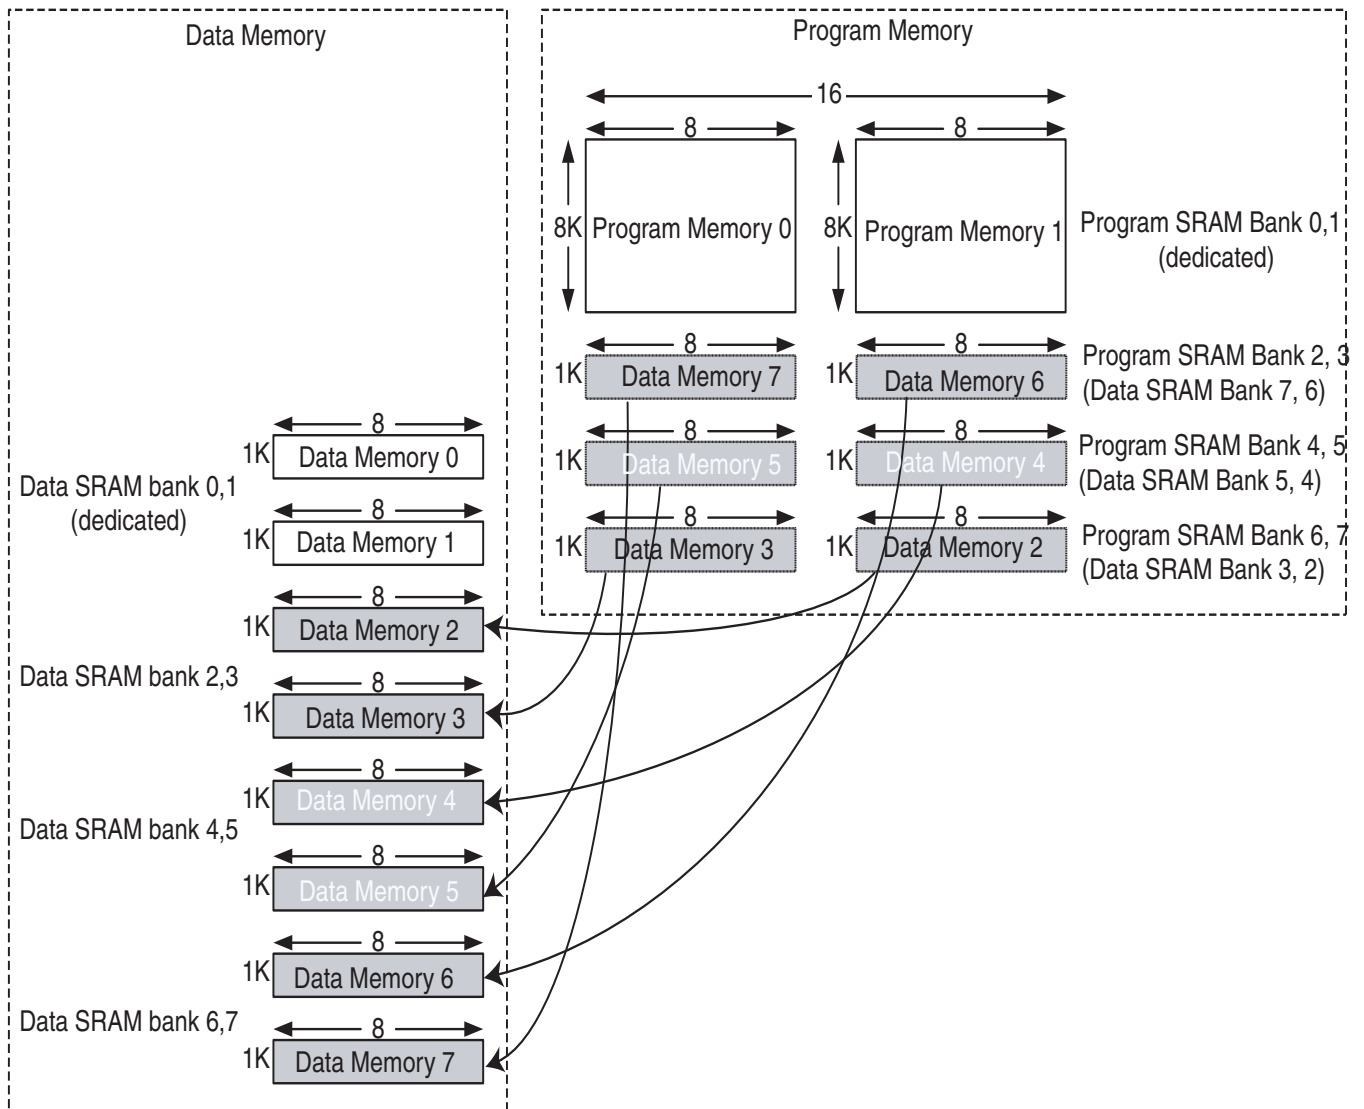 Data Memory
8
1K Data Memory 0
Data SRAM bank 0,1
(dedicated)
8
1K Data Memory 1
8
1K Data Memory 2
Data SRAM bank 2,3
8
1K Data Memory 3
8
1K Data Memory 4
Data SRAM bank 4,5
8
1K Data Memory 5
8
1K Data Memory 6
Data SRAM bank 6,7
8
1K Data Memory 7
Program Memory
16
8 8
8K Program Memory 0 8K Program Memory 1
Program SRAM Bank 0,1
(dedicated)
8 8
1K Data Memory 7 1K Data Memory 6
Program SRAM Bank 2, 3
(Data SRAM Bank 7, 6)
8 8
1K Data Memory 5 1K Data Memory 4
Program SRAM Bank 4, 5
(Data SRAM Bank 5, 4)
8 8
1K Data Memory 3 1K Data Memory 2
Program SRAM Bank 6, 7
(Data SRAM Bank 3, 2)